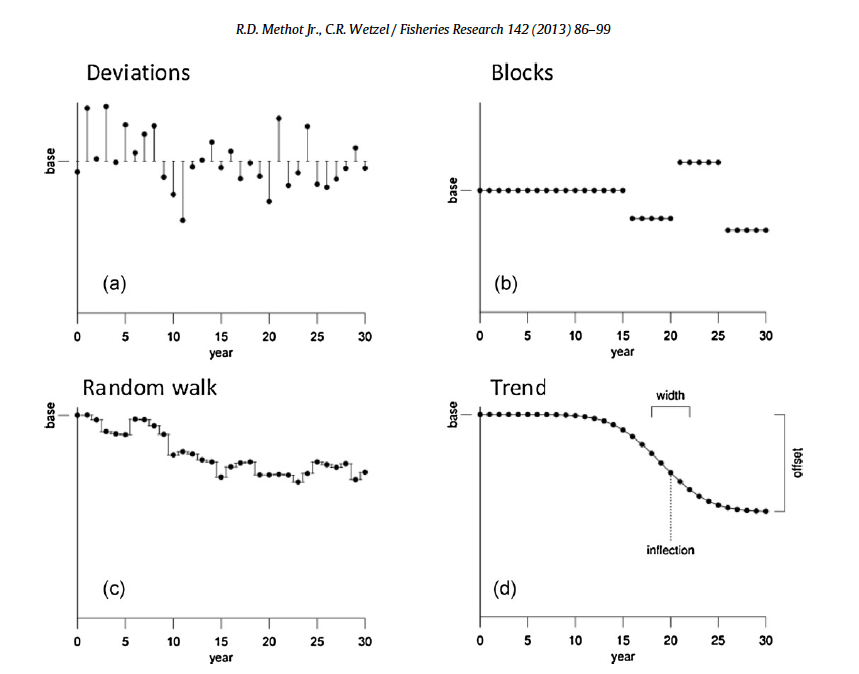 R.D. Methot Jr., C.R. Wetzel / Fisheries Research 142 (2013) 86–99
Deviations
base
(a)
0 5 10 15 20 25 30
year
Blocks
base
(b)
0 5 10 15 20 25 30
year
Random walk
base
(c)
0 5 10 15 20 25 30
year
Trend
base
width
offset
inflection
(d)
0 5 10 15 20 25 30
year